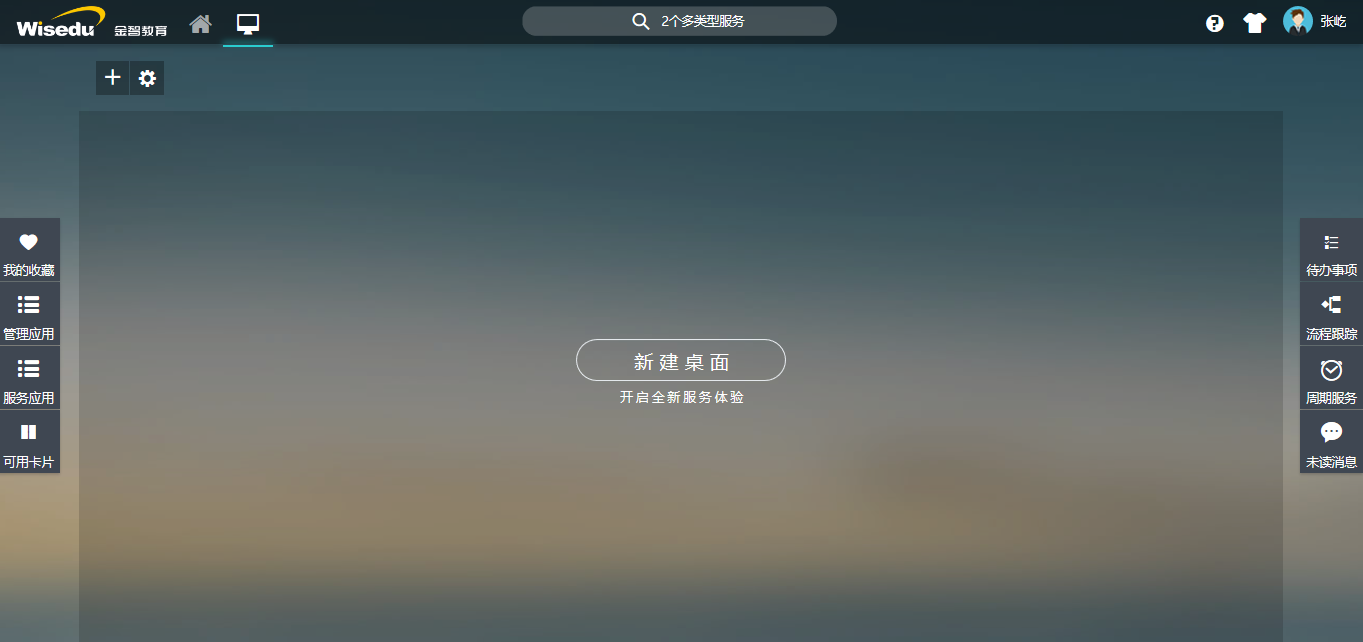 Wisedu 金智教育
2个多类型服务
张屹
我的收藏
管理应用
服务应用
可用卡片
新建桌面
开启全新服务体验
待办事项
流程跟踪
周期服务
未读消息